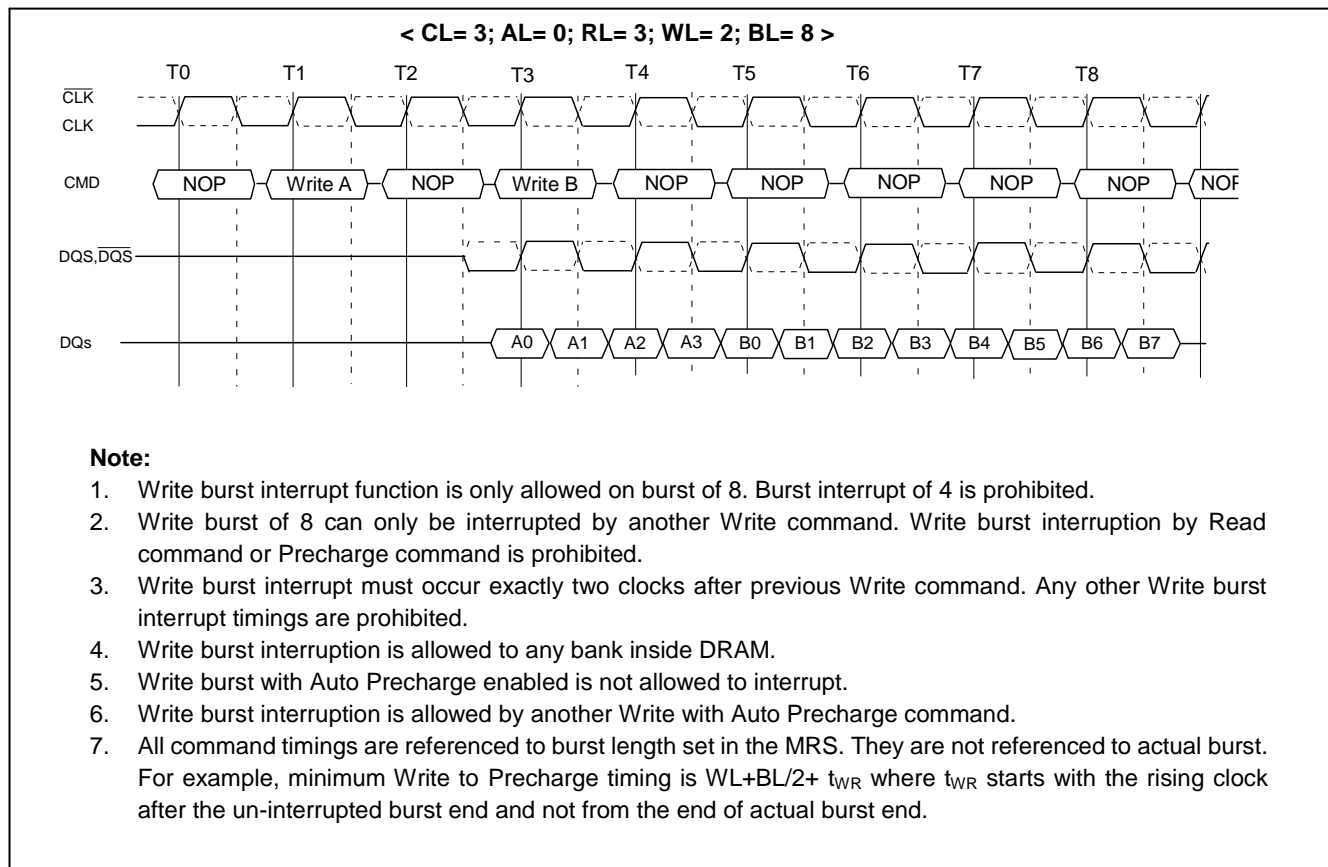 < CL= 3; AL= 0; RL= 3; WL= 2; BL= 8 >
T0 T1 T2 T3 T4 T5 T6 T7 T8
CLK
CLK
CMD NOP Write A NOP Write B NOP NOP NOP NOP NOP NOP
DQS,DQS
DQs A0 A1 A2 A3 B0 B1 B2 B3 B4 B5 B6 B7
Note:
1. Write burst interrupt function is only allowed on burst of 8. Burst interrupt of 4 is prohibited.
2. Write burst of 8 can only be interrupted by another Write command. Write burst interruption by Read
command or Precharge command is prohibited.
3. Write burst interrupt must occur exactly two clocks after previous Write command. Any other Write burst
interrupt timings are prohibited.
4. Write burst interruption is allowed to any bank inside DRAM.
5. Write burst with Auto Precharge enabled is not allowed to interrupt.
6. Write burst interruption is allowed by another Write with Auto Precharge command.
7. All command timings are referenced to burst length set in the MRS. They are not referenced to actual burst.
For example, minimum Write to Precharge timing is WL+BL/2+ tWR where tWR starts with the rising clock
after the un-interrupted burst end and not from the end of actual burst end.